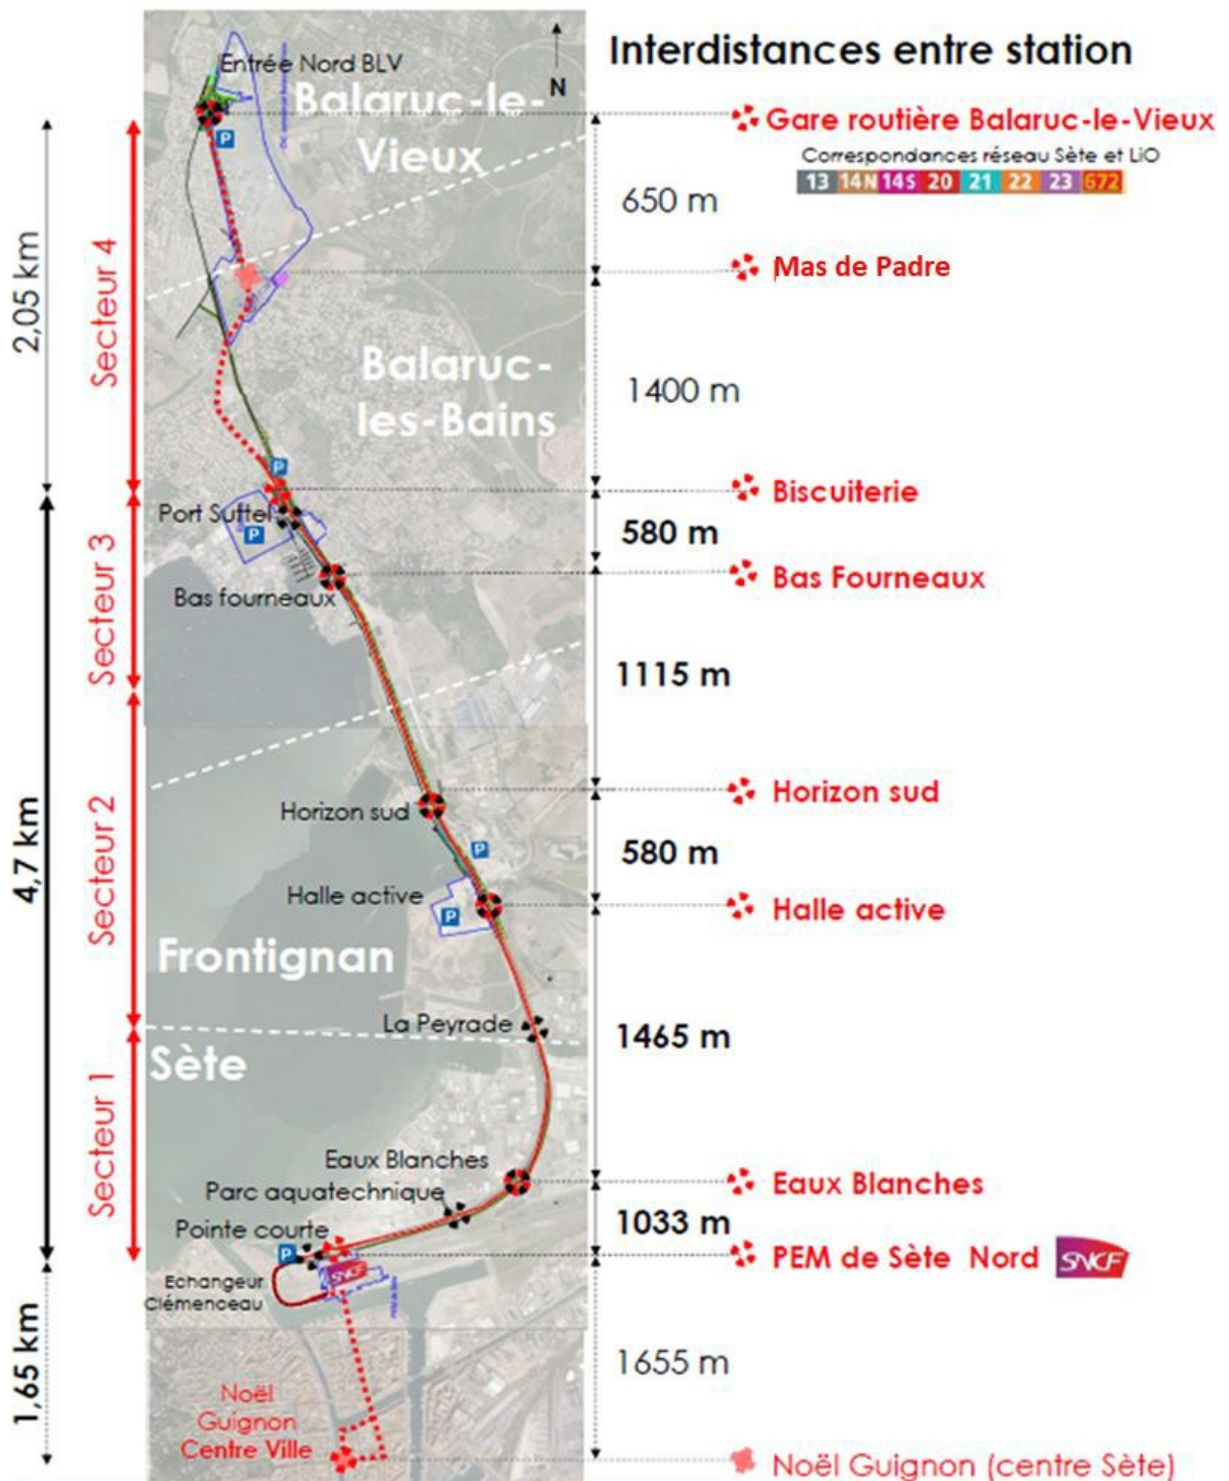 Interdistances entre station
Entrée Nord BLV
N
Balaruc-le-
Vieux
P
Gare routière Balaruc-le-Vieux
Correspondances réseau Sète et LiO
13 14N 14S 20 21 22 23 672
650 m
2,05 km
Secteur 4
Mas de Padre
Balaruc-
les-Bains
1400 m
P
Biscuiterie
Port Suttel
P
580 m
Secteur 3
Bas fourneaux
Bas Fourneaux
1115 m
4,7 km
Secteur 2
Horizon sud
Horizon sud
P
580 m
Halle active
P
Halle active
Frontignan
La Peyrade
1465 m
Sète
Secteur 1
Eaux Blanches
Eaux Blanches
Parc aquatechnique
1033 m
Pointe courte
P
SNCF
PEM de Sète Nord SNCF
Echangeur
Clémenceau
1,65 km
1655 m
Noël
Guignon
Centre Ville
Noël Guignon (centre Sète)